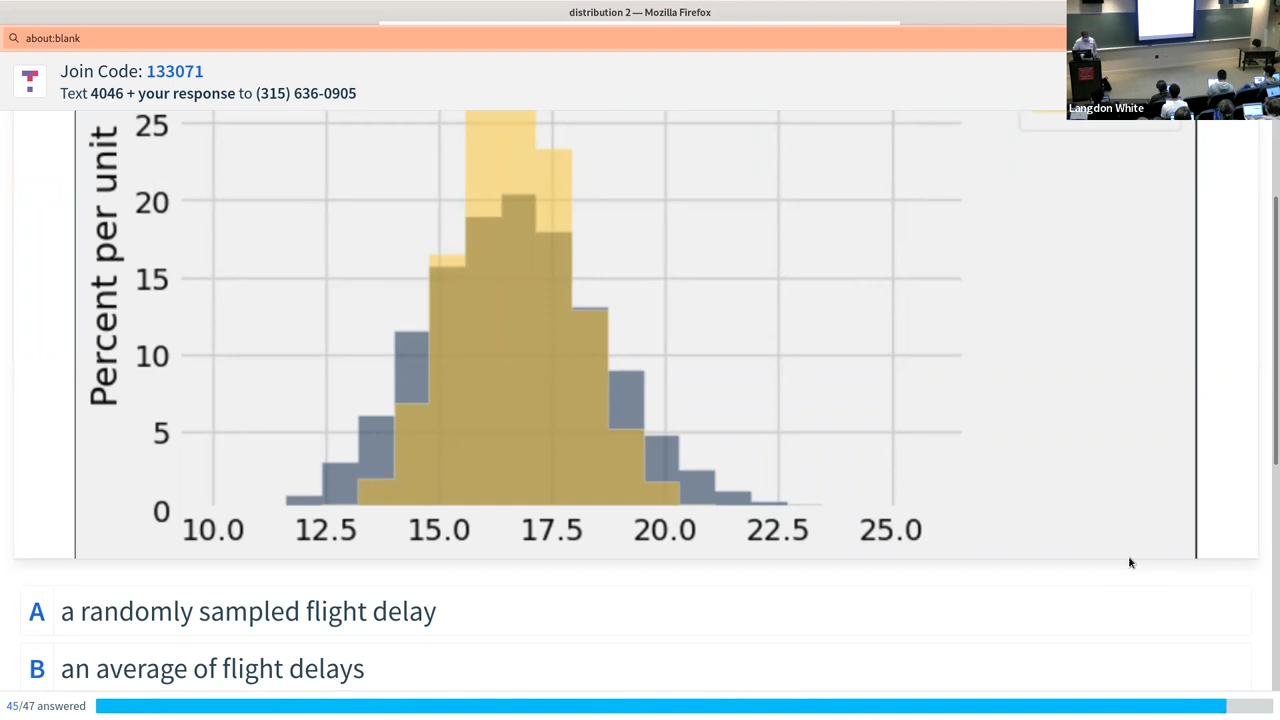 distribution 2 — Mozilla Firefox
about:blank
Join Code: 133071
Text 4046 + your response to (315) 636-0905
Langdon White
Percent per unit
25
20
15
10
5
0
10.0 12.5 15.0 17.5 20.0 22.5 25.0
A a randomly sampled flight delay
B an average of flight delays
45/47 answered